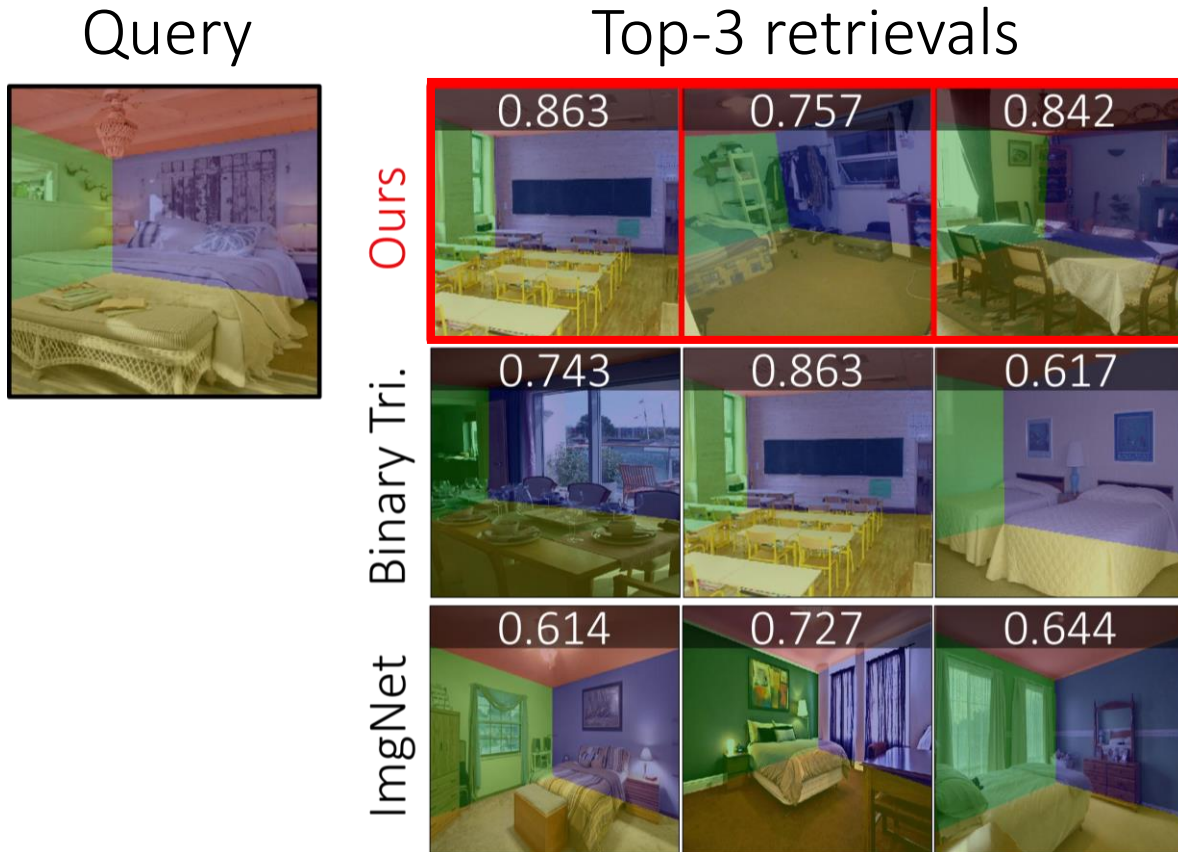 Query
Top-3 retrievals
Ours
0.863 0.757 0.842
Binary Tri.
0.743 0.863 0.617
ImgNet
0.614 0.727 0.644